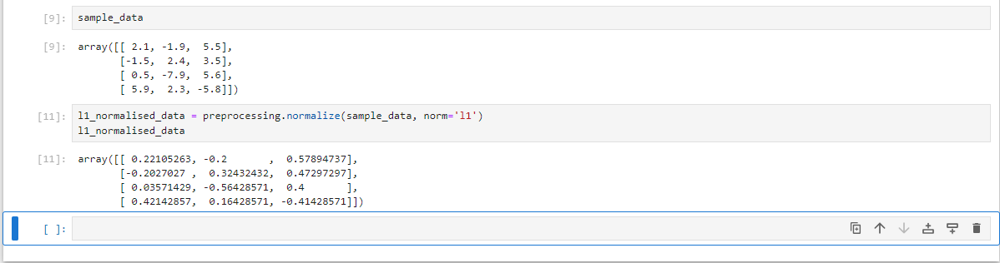 [9]: sample_data
[9]: array([[ 2.1, -1.9,  5.5],
       [-1.5,  2.4,  3.5],
       [ 0.5, -7.9,  5.6],
       [ 5.9,  2.3, -5.8]])
[11]: l1_normalised_data = preprocessing.normalize(sample_data, norm='l1')
l1_normalised_data
[11]: array([[ 0.22105263, -0.2       ,  0.57894737],
       [-0.2027027 ,  0.32432432,  0.47297297],
       [ 0.03571429, -0.56428571,  0.4       ],
       [ 0.42142857,  0.16428571, -0.41428571]])
[ ]: